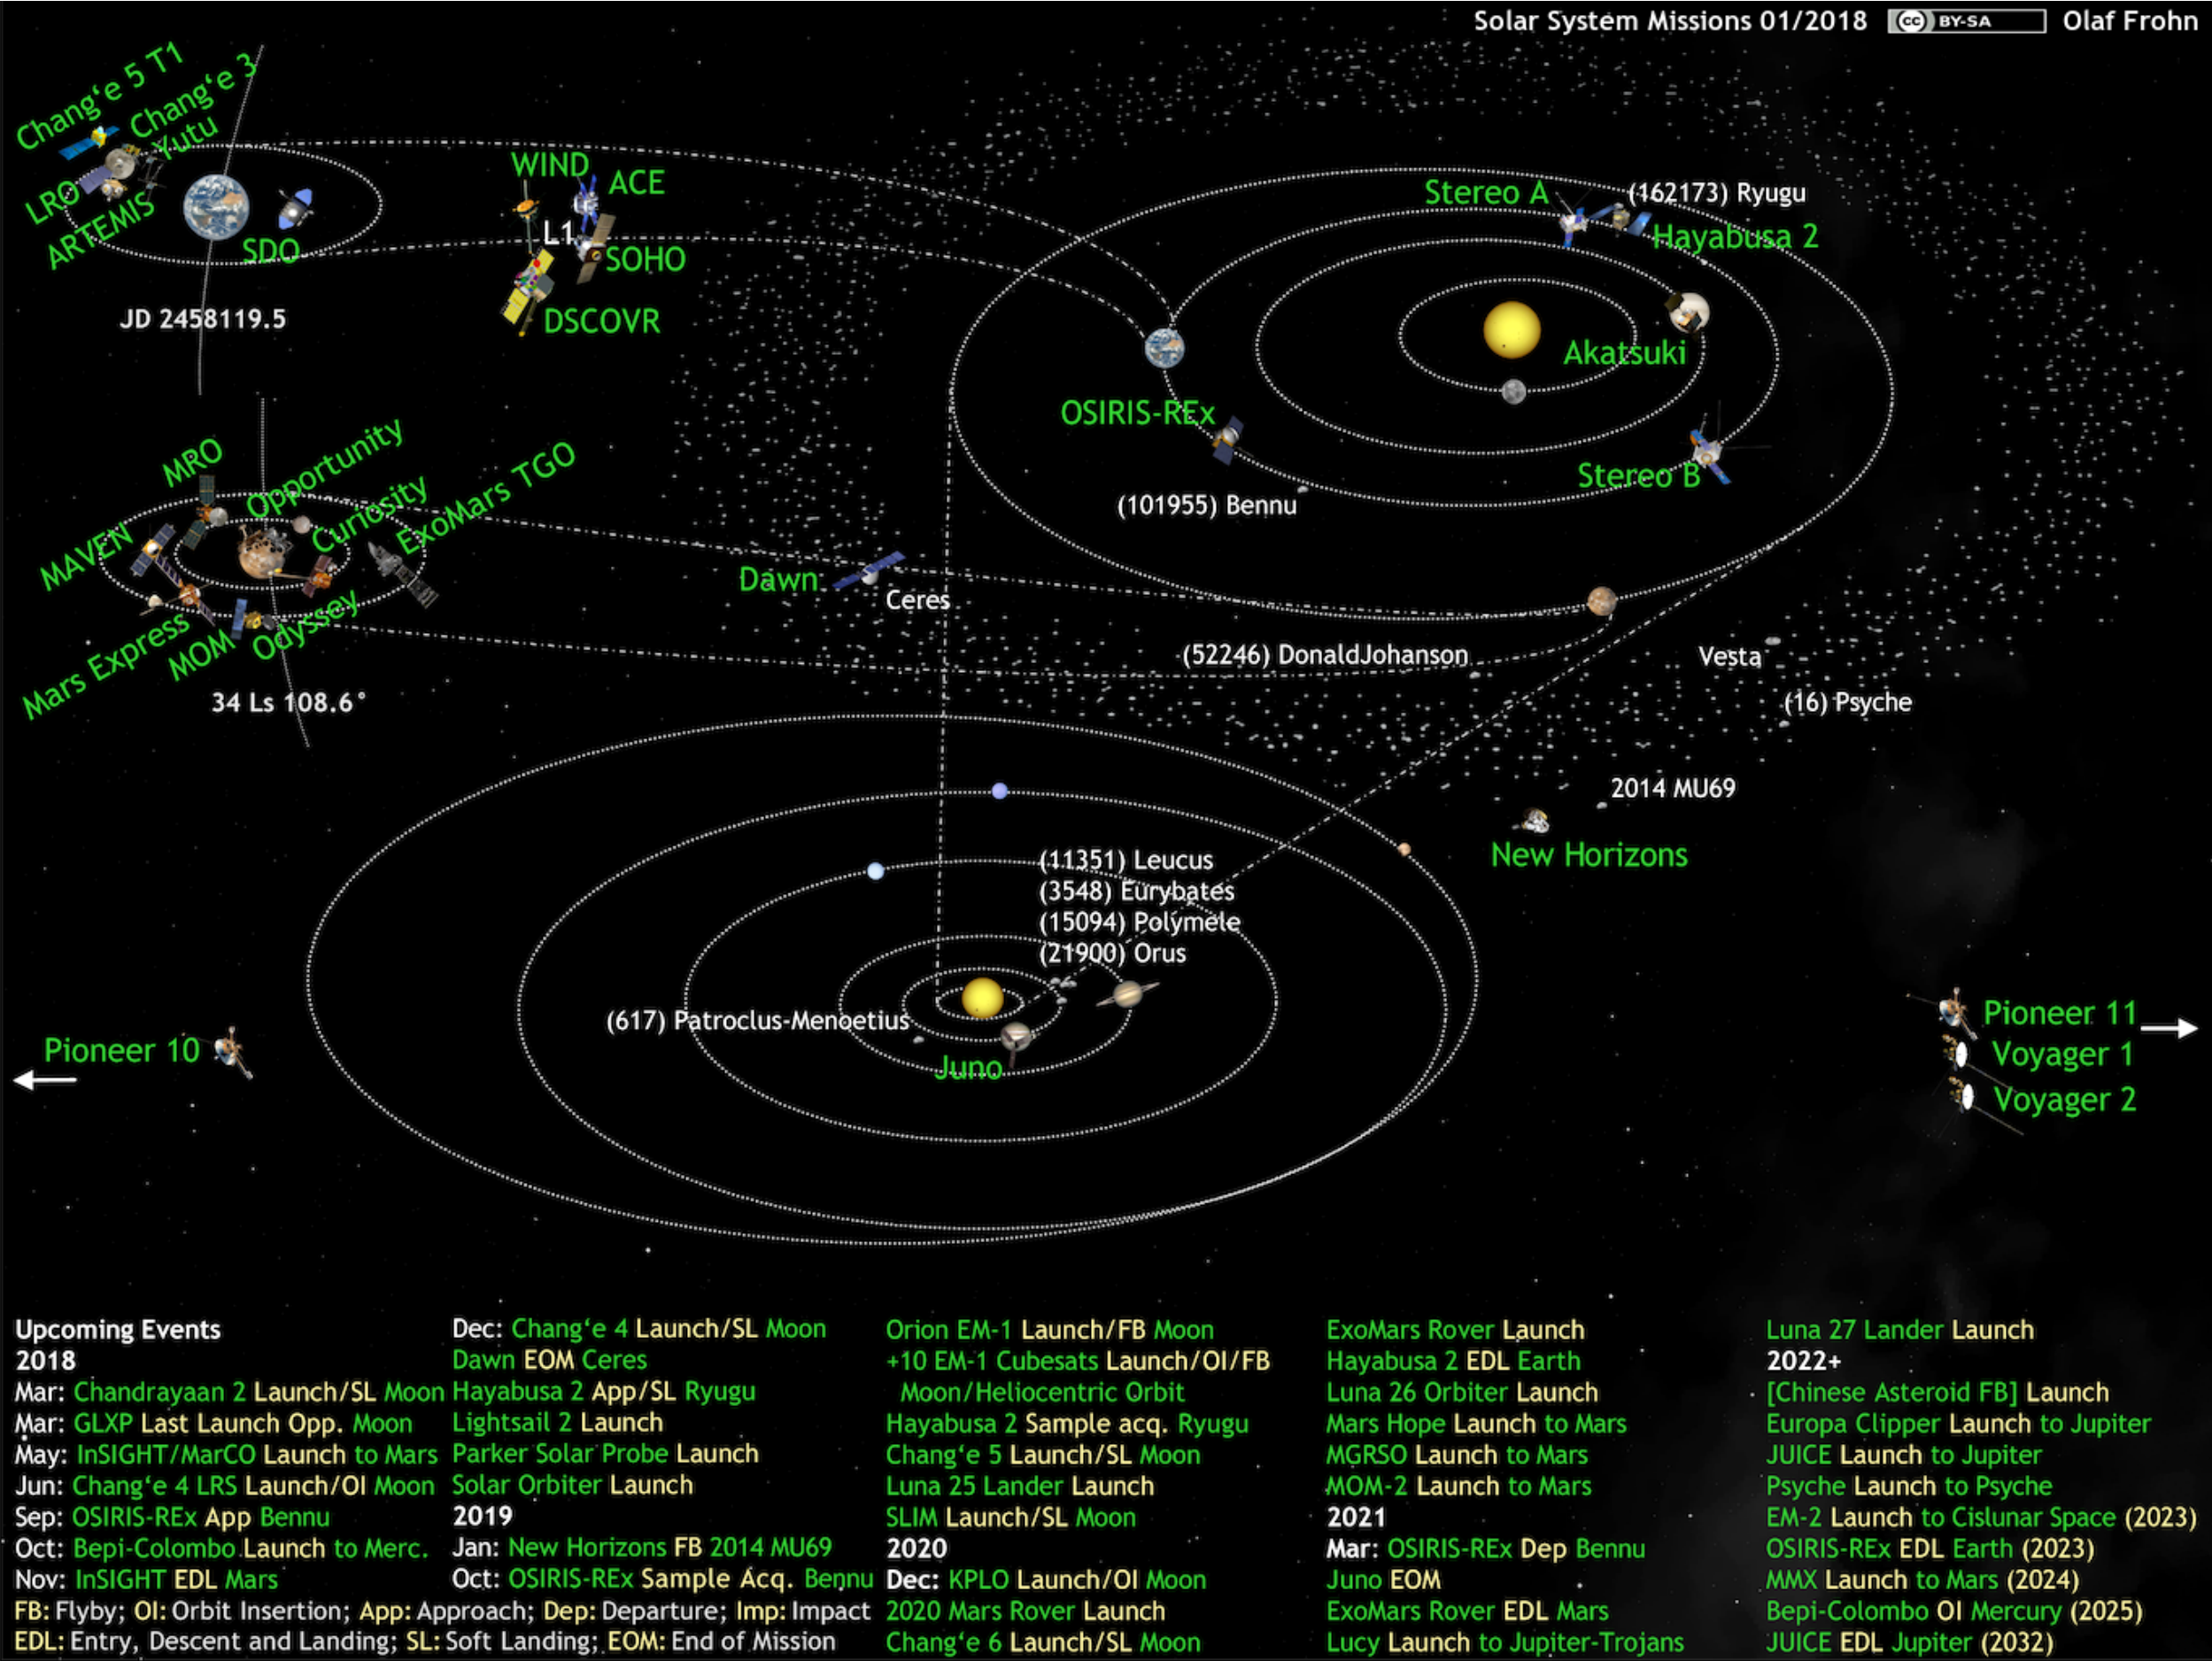 Solar System Missions 01/2018 cc BY-SA Olaf Frohn
Chang‘e 5 T1
Chang‘e 3
Yutu
LRO
ARTEMIS
SDO
JD 2458119.5
WIND
ACE
L1
SOHO
DSCOVR
Stereo A
(162173) Ryugu
Hayabusa 2
Akatsuki
OSIRIS-REx
Stereo B
(101955) Bennu
MRO
Opportunity
Curiosity
ExoMars TGO
MAVEN
Mars Express
MOM
Odyssey
34 Ls 108.6°
Dawn
Ceres
(52246) DonaldJohanson
Vesta
(16) Psyche
2014 MU69
New Horizons
(11351) Leucus
(3548) Eurybates
(15094) Polymele
(21900) Orus
(617) Patroclus-Menoetius
Juno
Pioneer 10
Pioneer 11
Voyager 1
Voyager 2
Upcoming Events
2018
Mar: Chandrayaan 2 Launch/SL Moon
Mar: GLXP Last Launch Opp. Moon
May: InSIGHT/MarCO Launch to Mars
Jun: Chang‘e 4 LRS Launch/OI Moon
Sep: OSIRIS-REx App Bennu
Oct: Bepi-Colombo Launch to Merc.
Nov: InSIGHT EDL Mars
Dec: Chang‘e 4 Launch/SL Moon
Dawn EOM Ceres
Hayabusa 2 App/SL Ryugu
Lightsail 2 Launch
Parker Solar Probe Launch
Solar Orbiter Launch
2019
Jan: New Horizons FB 2014 MU69
Oct: OSIRIS-REx Sample Acq. Bennu
FB: Flyby; OI: Orbit Insertion; App: Approach; Dep: Departure; Imp: Impact
EDL: Entry, Descent and Landing; SL: Soft Landing; EOM: End of Mission
Orion EM-1 Launch/FB Moon
+10 EM-1 Cubesats Launch/OI/FB
Moon/Heliocentric Orbit
Hayabusa 2 Sample acq. Ryugu
Chang‘e 5 Launch/SL Moon
Luna 25 Lander Launch
SLIM Launch/SL Moon
2020
Dec: KPLO Launch/OI Moon
2020 Mars Rover Launch
Chang‘e 6 Launch/SL Moon
ExoMars Rover Launch
Hayabusa 2 EDL Earth
Luna 26 Orbiter Launch
Mars Hope Launch to Mars
MGRSO Launch to Mars
MOM-2 Launch to Mars
2021
Mar: OSIRIS-REx Dep Bennu
Juno EOM
ExoMars Rover EDL Mars
Lucy Launch to Jupiter-Trojans
Luna 27 Lander Launch
2022+
[Chinese Asteroid FB] Launch
Europa Clipper Launch to Jupiter
JUICE Launch to Jupiter
Psyche Launch to Psyche
EM-2 Launch to Cislunar Space (2023)
OSIRIS-REx EDL Earth (2023)
MMX Launch to Mars (2024)
Bepi-Colombo OI Mercury (2025)
JUICE EDL Jupiter (2032)